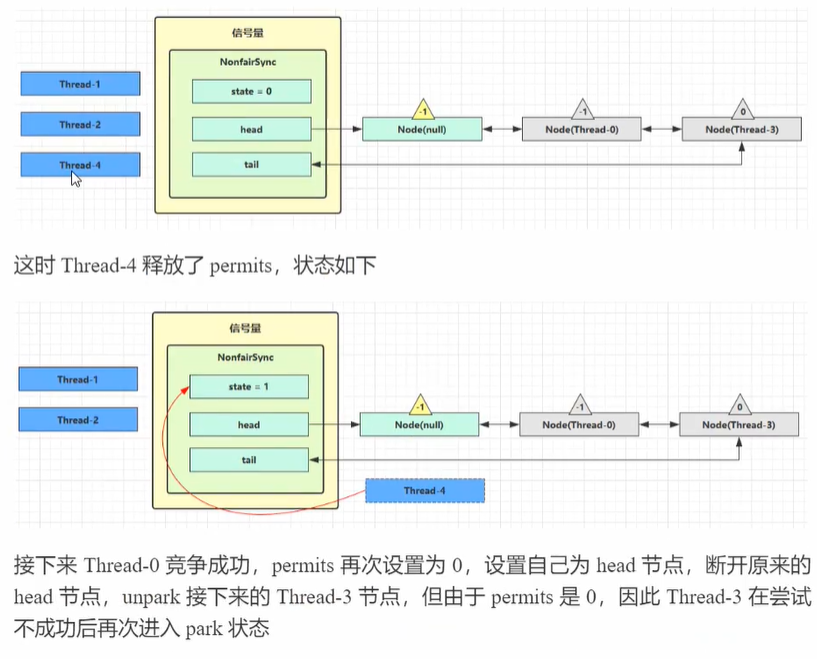 信号量
NonfairSync
Thread-1
state = 0
Thread-2
head
-1
Node(null)
-1
Node(Thread-0)
0
Node(Thread-3)
Thread-4
tail
这时 Thread-4 释放了 permits，状态如下
信号量
NonfairSync
Thread-1
state = 1
Thread-2
head
-1
Node(null)
-1
Node(Thread-0)
0
Node(Thread-3)
tail
Thread-4
接下来 Thread-0 竞争成功，permits 再次设置为 0，设置自己为 head 节点，断开原来的
head 节点，unpark 接下来的 Thread-3 节点，但由于 permits 是 0，因此 Thread-3 在尝试
不成功后再次进入 park 状态